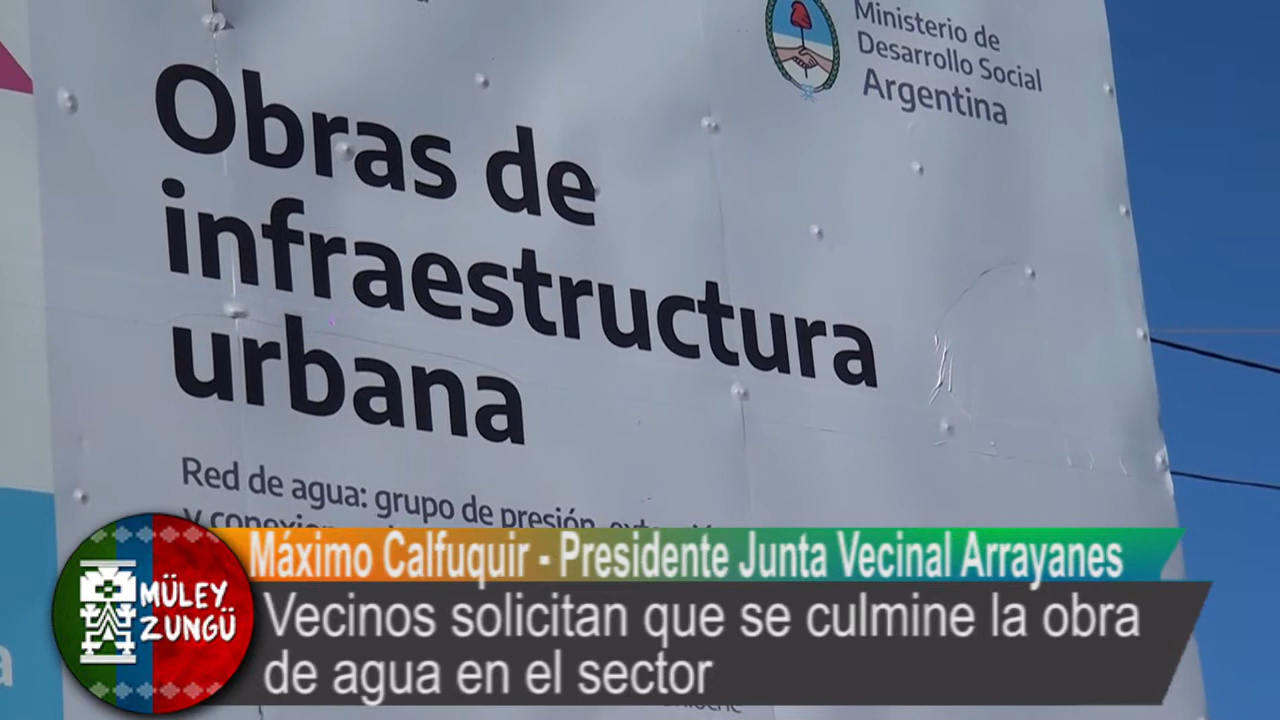 Ministerio de
Desarrollo Social
Argentina
Obras de
infraestructura
urbana
Red de agua: grupo de presión,
Máximo Calfuquir - Presidente Junta Vecinal Arrayanes
Vecinos solicitan que se culmine la obra
de agua en el sector
MÜLEY
ZUNGÜ